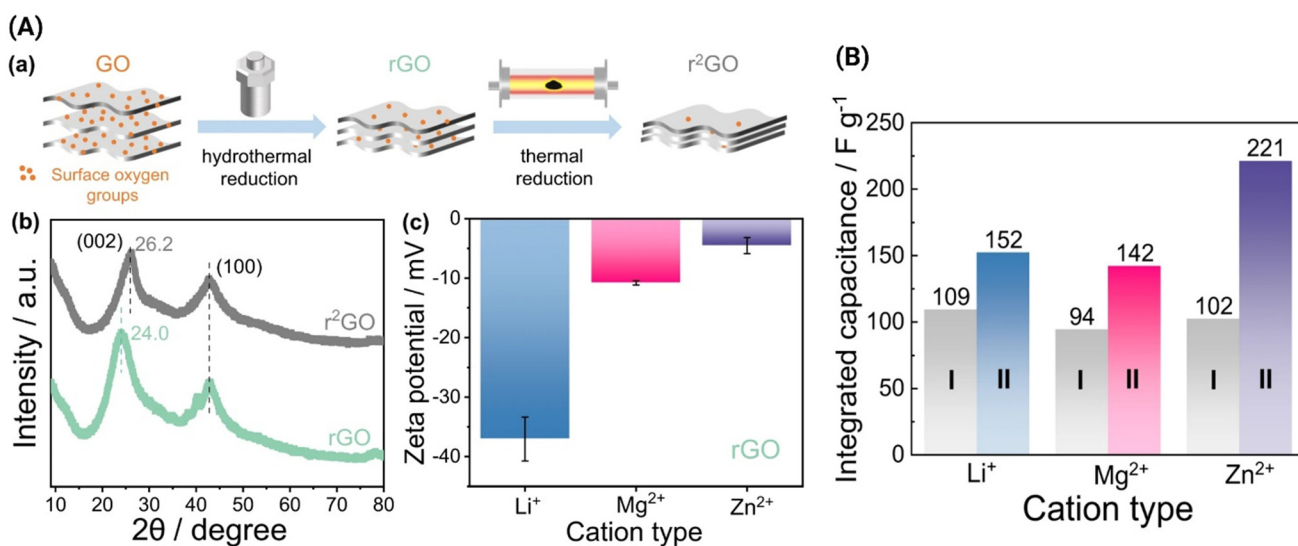 (A)
(a)
GO
rGO
r²GO
hydrothermal
reduction
thermal
reduction
Surface oxygen
groups
(b)
(002)
26.2
(100)
r²GO
24.0
rGO
Intensity / a.u.
10 20 30 40 50 60 70 80
2θ / degree
(c)
0
-10
-20
-30
-40
Zeta potential / mV
rGO
Li⁺ Mg²⁺ Zn²⁺
Cation type
(B)
Integrated capacitance / F g⁻¹
250
200
150
100
50
0
109 152 94 142 102 221
I II I II I II
Li⁺ Mg²⁺ Zn²⁺
Cation type